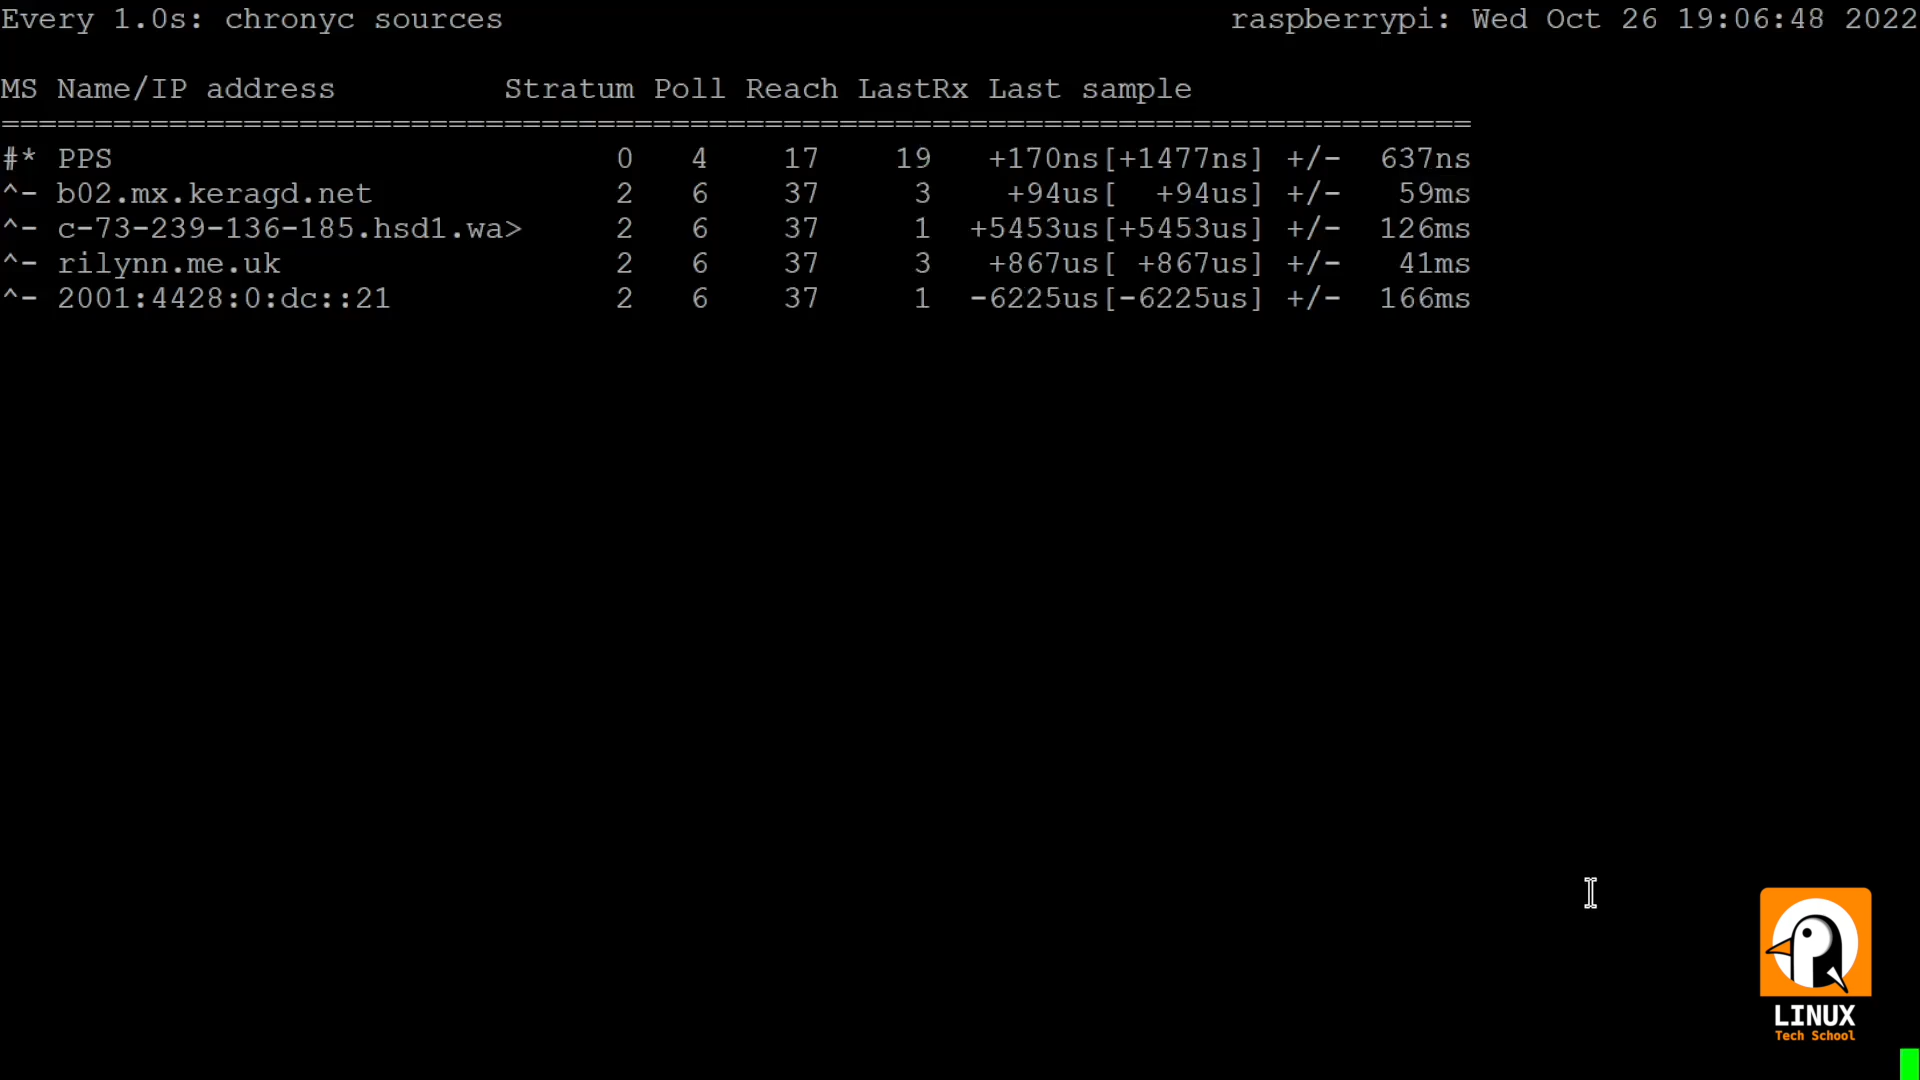 Every 1.0s: chronyc sources raspberrypi: Wed Oct 26 19:06:48 2022
MS Name/IP address Stratum Poll Reach LastRx Last sample
===============================================================================
#* PPS 0 4 17 19 +170ns[+1477ns] +/- 637ns
^- b02.mx.keragd.net 2 6 37 3 +94us[ +94us] +/- 59ms
^- c-73-239-136-185.hsd1.wa> 2 6 37 1 +5453us[+5453us] +/- 126ms
^- rilynn.me.uk 2 6 37 3 +867us[ +867us] +/- 41ms
^- 2001:4428:0:dc::21 2 6 37 1 -6225us[-6225us] +/- 166ms
LINUX
Tech School